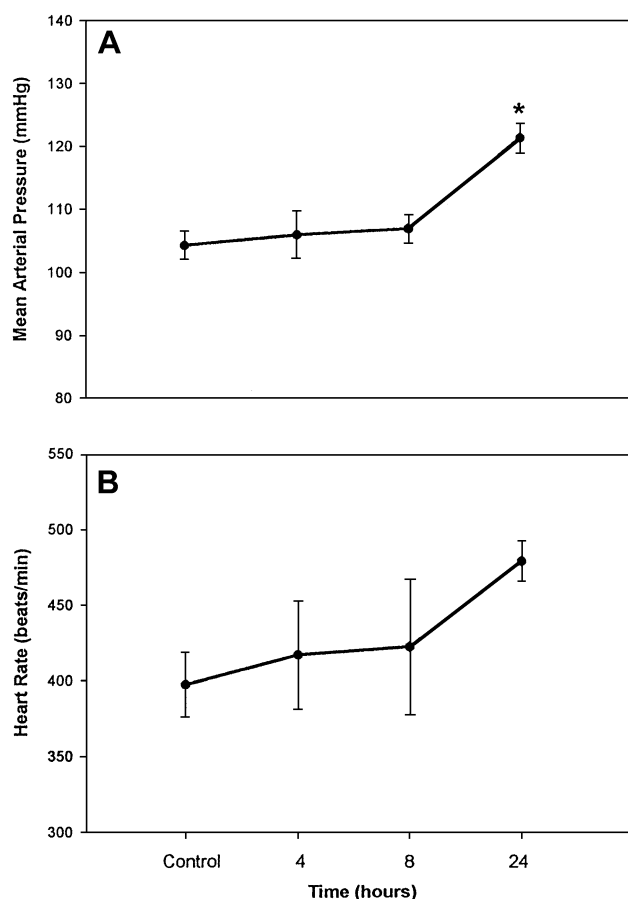 A
Mean Arterial Pressure (mmHg)
140
130
120
110
100
90
80
*
B
Heart Rate (beats/min)
550
500
450
400
350
300
Control 4 8 24
Time (hours)